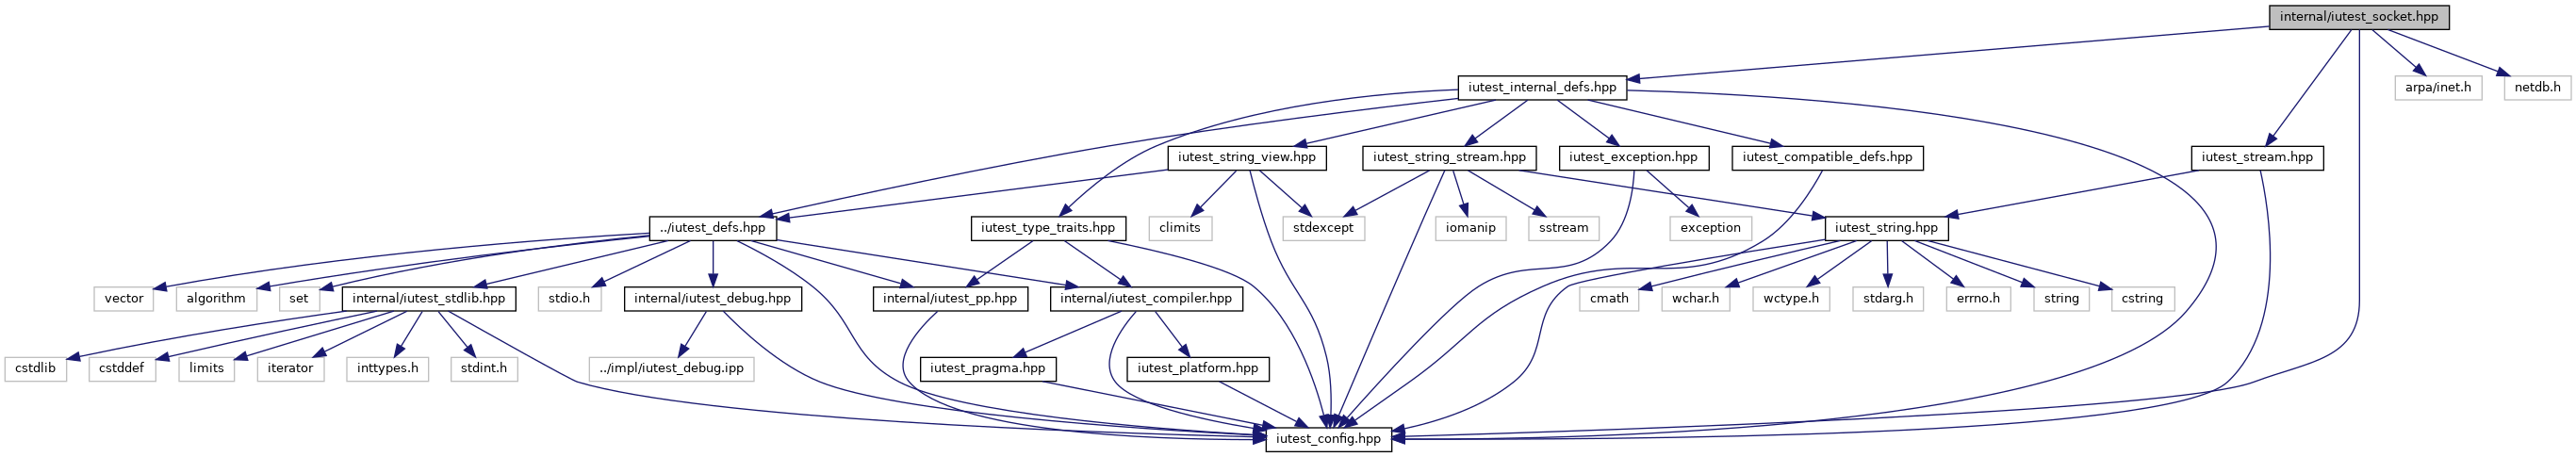 internal/iutest_socket.hpp
iutest_internal_defs.hpp
arpa/inet.h
netdb.h
iutest_string_view.hpp
iutest_string_stream.hpp
iutest_exception.hpp
iutest_compatible_defs.hpp
iutest_stream.hpp
../iutest_defs.hpp
iutest_type_traits.hpp
climits
stdexcept
iomanip
sstream
exception
iutest_string.hpp
vector
algorithm
set
internal/iutest_stdlib.hpp
stdio.h
internal/iutest_debug.hpp
internal/iutest_pp.hpp
internal/iutest_compiler.hpp
cmath
wchar.h
wctype.h
stdarg.h
errno.h
string
cstring
cstdlib
cstddef
limits
iterator
inttypes.h
stdint.h
../impl/iutest_debug.ipp
iutest_pragma.hpp
iutest_platform.hpp
iutest_config.hpp